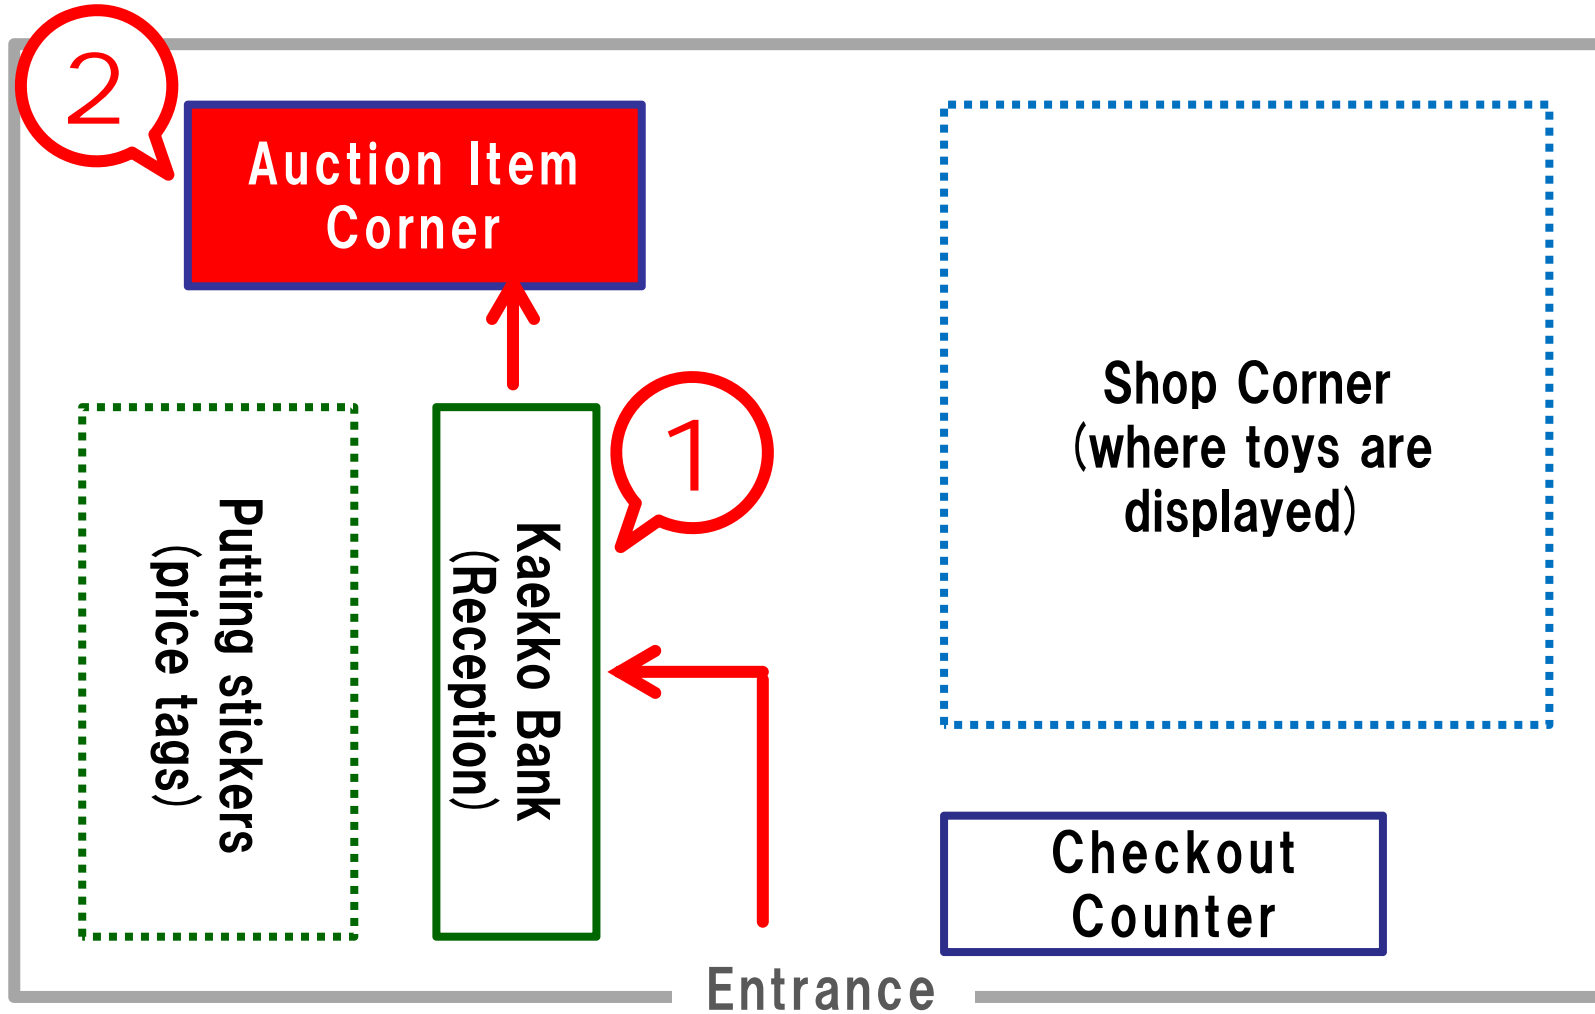 2
Auction Item
Corner
Shop Corner
(where toys are
displayed)
1
Putting stickers
(price tags)
Kaekko Bank
(Reception)
Checkout
Counter
Entrance